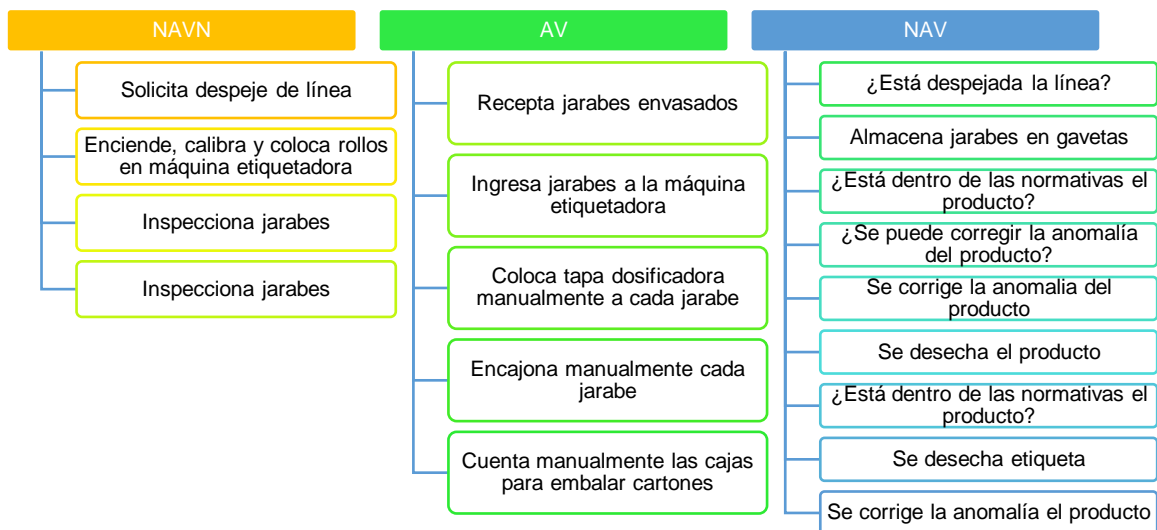 NAVN
Solicita despeje de línea
Enciende, calibra y coloca rollos
en máquina etiquetadora
Inspecciona jarabes
Inspecciona jarabes
AV
Recepta jarabes envasados
Ingresa jarabes a la máquina
etiquetadora
Coloca tapa dosificadora
manualmente a cada jarabe
Encajona manualmente cada
jarabe
Cuenta manualmente las cajas
para embalar cartones
NAV
¿Está despejada la línea?
Almacena jarabes en gavetas
¿Está dentro de las normativas el
producto?
¿Se puede corregir la anomalía
del producto?
Se corrige la anomalia del
producto
Se desecha el producto
¿Está dentro de las normativas el
producto?
Se desecha etiqueta
Se corrige la anomalía el producto